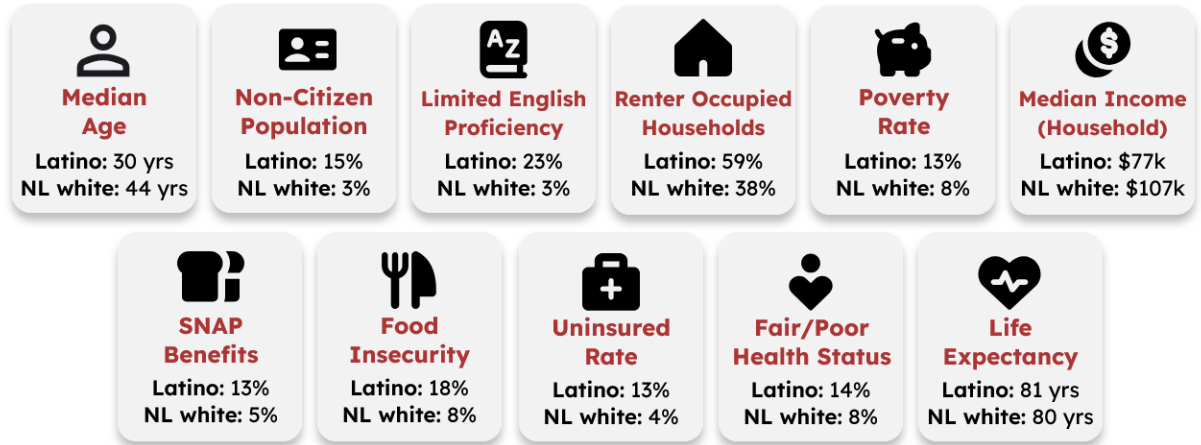 Median
Age
Latino: 30 yrs
NL white: 44 yrs
Non-Citizen
Population
Latino: 15%
NL white: 3%
A
Z
Limited English
Proficiency
Latino: 23%
NL white: 3%
Renter Occupied
Households
Latino: 59%
NL white: 38%
Poverty
Rate
Latino: 13%
NL white: 8%
$
Median Income
(Household)
Latino: $77k
NL white: $107k
SNAP
Benefits
Latino: 13%
NL white: 5%
Food
Insecurity
Latino: 18%
NL white: 8%
Uninsured
Rate
Latino: 13%
NL white: 4%
Fair/Poor
Health Status
Latino: 14%
NL white: 8%
Life
Expectancy
Latino: 81 yrs
NL white: 80 yrs